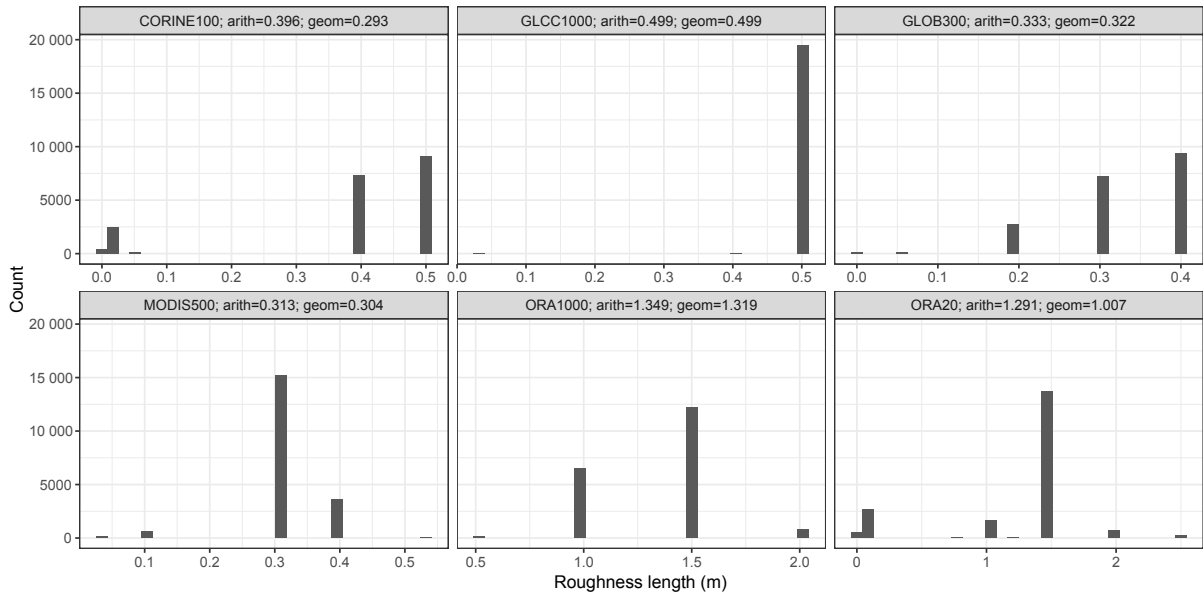 CORINE100; arith=0.396; geom=0.293
GLCC1000; arith=0.499; geom=0.499
GLOB300; arith=0.333; geom=0.322
20 000
15 000
10 000
5000
0
0.0 0.1 0.2 0.3 0.4 0.5
0.0 0.1 0.2 0.3 0.4 0.5
0.0 0.1 0.2 0.3 0.4
Count
MODIS500; arith=0.313; geom=0.304
ORA1000; arith=1.349; geom=1.319
ORA20; arith=1.291; geom=1.007
20 000
15 000
10 000
5000
0
0.1 0.2 0.3 0.4 0.5
0.5 1.0 1.5 2.0
0 1 2
Roughness length (m)